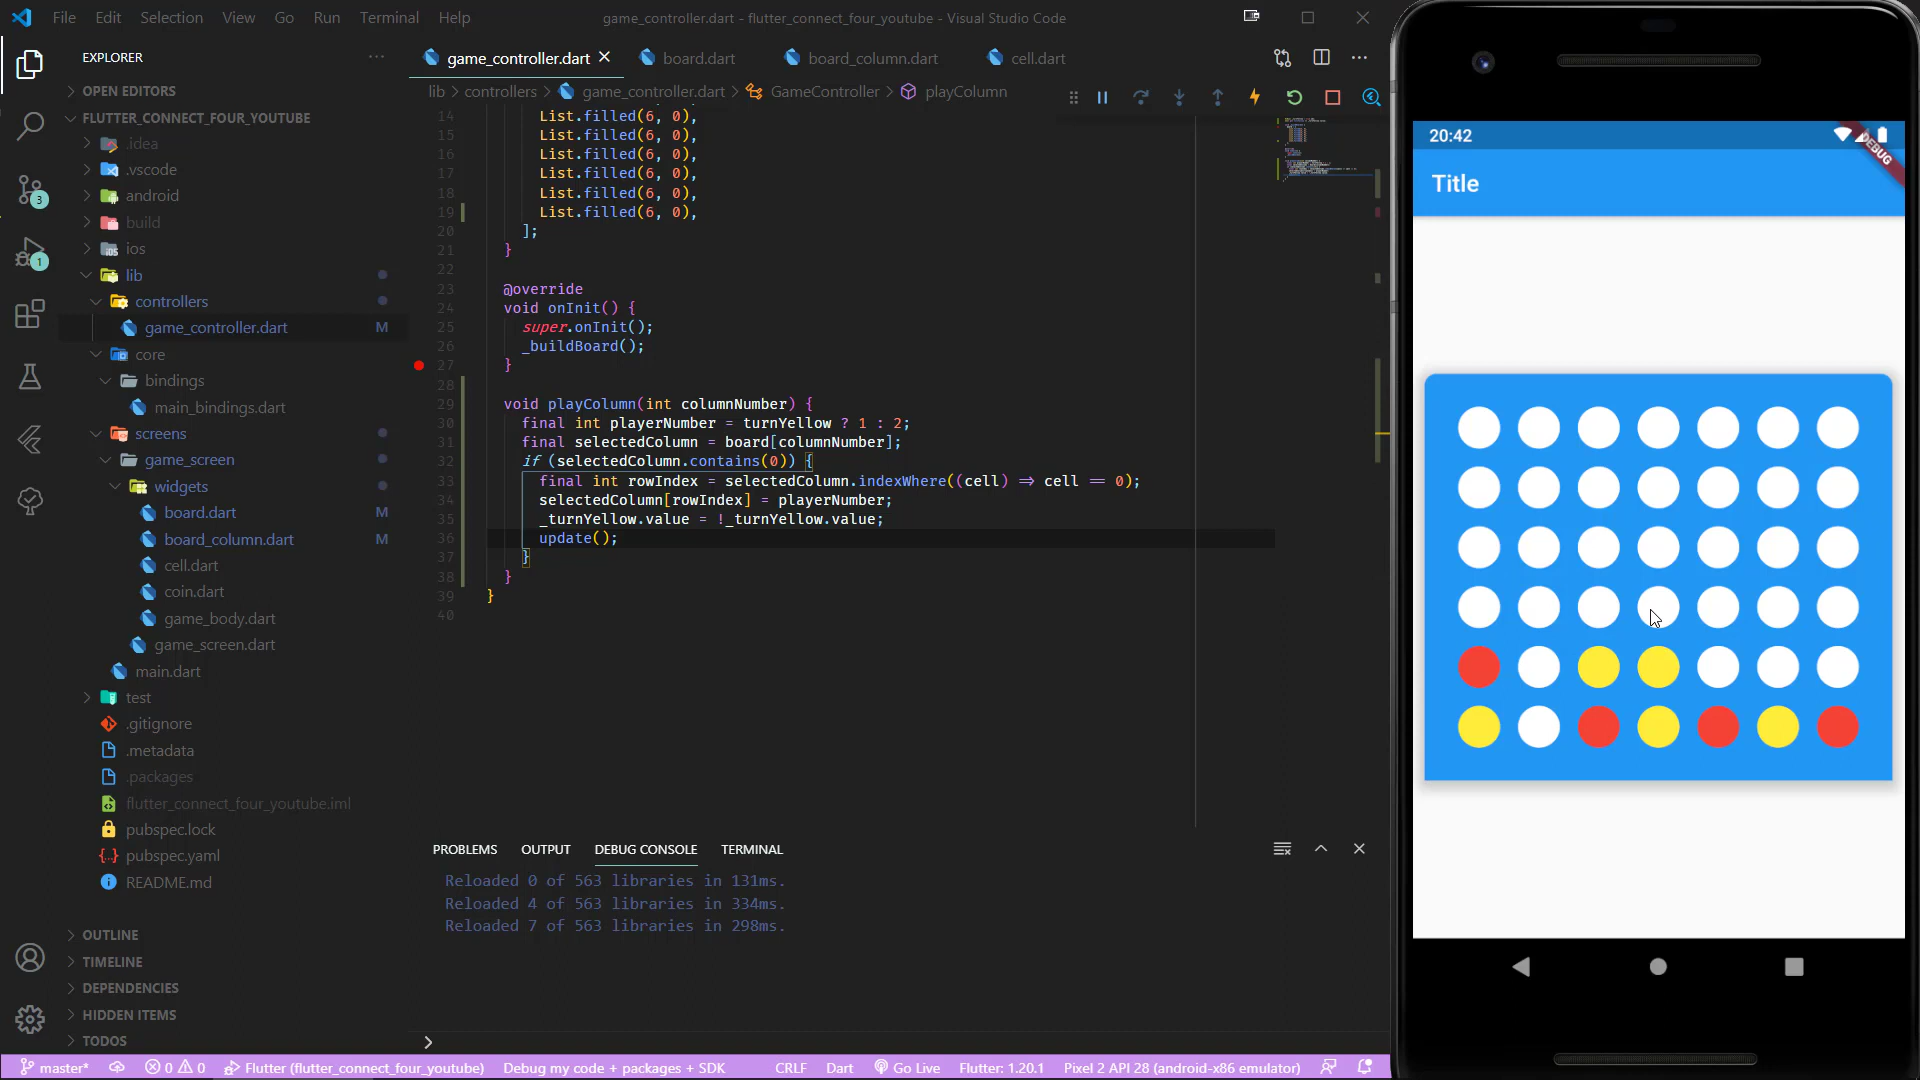 File Edit Selection View Go Run Terminal Help
game_controller.dart - flutter_connect_four_youtube - Visual Studio Code
EXPLORER
OPEN EDITORS
FLUTTER_CONNECT_FOUR_YOUTUBE
.idea
.vscode
android
build
ios
lib
controllers
game_controller.dart M
core
bindings
main_bindings.dart
screens
game_screen
widgets
board.dart M
board_column.dart M
cell.dart
coin.dart
game_body.dart
game_screen.dart
main.dart
test
.gitignore
.metadata
.packages
flutter_connect_four_youtube.iml
pubspec.lock
pubspec.yaml
README.md
OUTLINE
TIMELINE
DEPENDENCIES
HIDDEN ITEMS
TODOS
3
1
game_controller.dart board.dart board_column.dart cell.dart
lib > controllers > game_controller.dart > GameController > playColumn
14 List.filled(6, 0),
15 List.filled(6, 0),
16 List.filled(6, 0),
17 List.filled(6, 0),
18 List.filled(6, 0),
19 List.filled(6, 0),
20 ];
21 }
22
23 @override
24 void onInit() {
25 super.onInit();
26 _buildBoard();
27 }
28
29 void playColumn(int columnNumber) {
30 final int playerNumber = turnYellow ? 1 : 2;
31 final selectedColumn = board[columnNumber];
32 if (selectedColumn.contains(0)) {
33 final int rowIndex = selectedColumn.indexWhere((cell) => cell == 0);
34 selectedColumn[rowIndex] = playerNumber;
35 _turnYellow.value = !_turnYellow.value;
36 update();
37 }
38 }
39 }
40
PROBLEMS OUTPUT DEBUG CONSOLE TERMINAL
Reloaded 0 of 563 libraries in 131ms.
Reloaded 4 of 563 libraries in 334ms.
Reloaded 7 of 563 libraries in 298ms.
master* 0 0 Flutter (flutter_connect_four_youtube) Debug my code + packages + SDK CRLF Dart Go Live Flutter: 1.20.1 Pixel 2 API 28 (android-x86 emulator)
20:42
DEBUG
Title